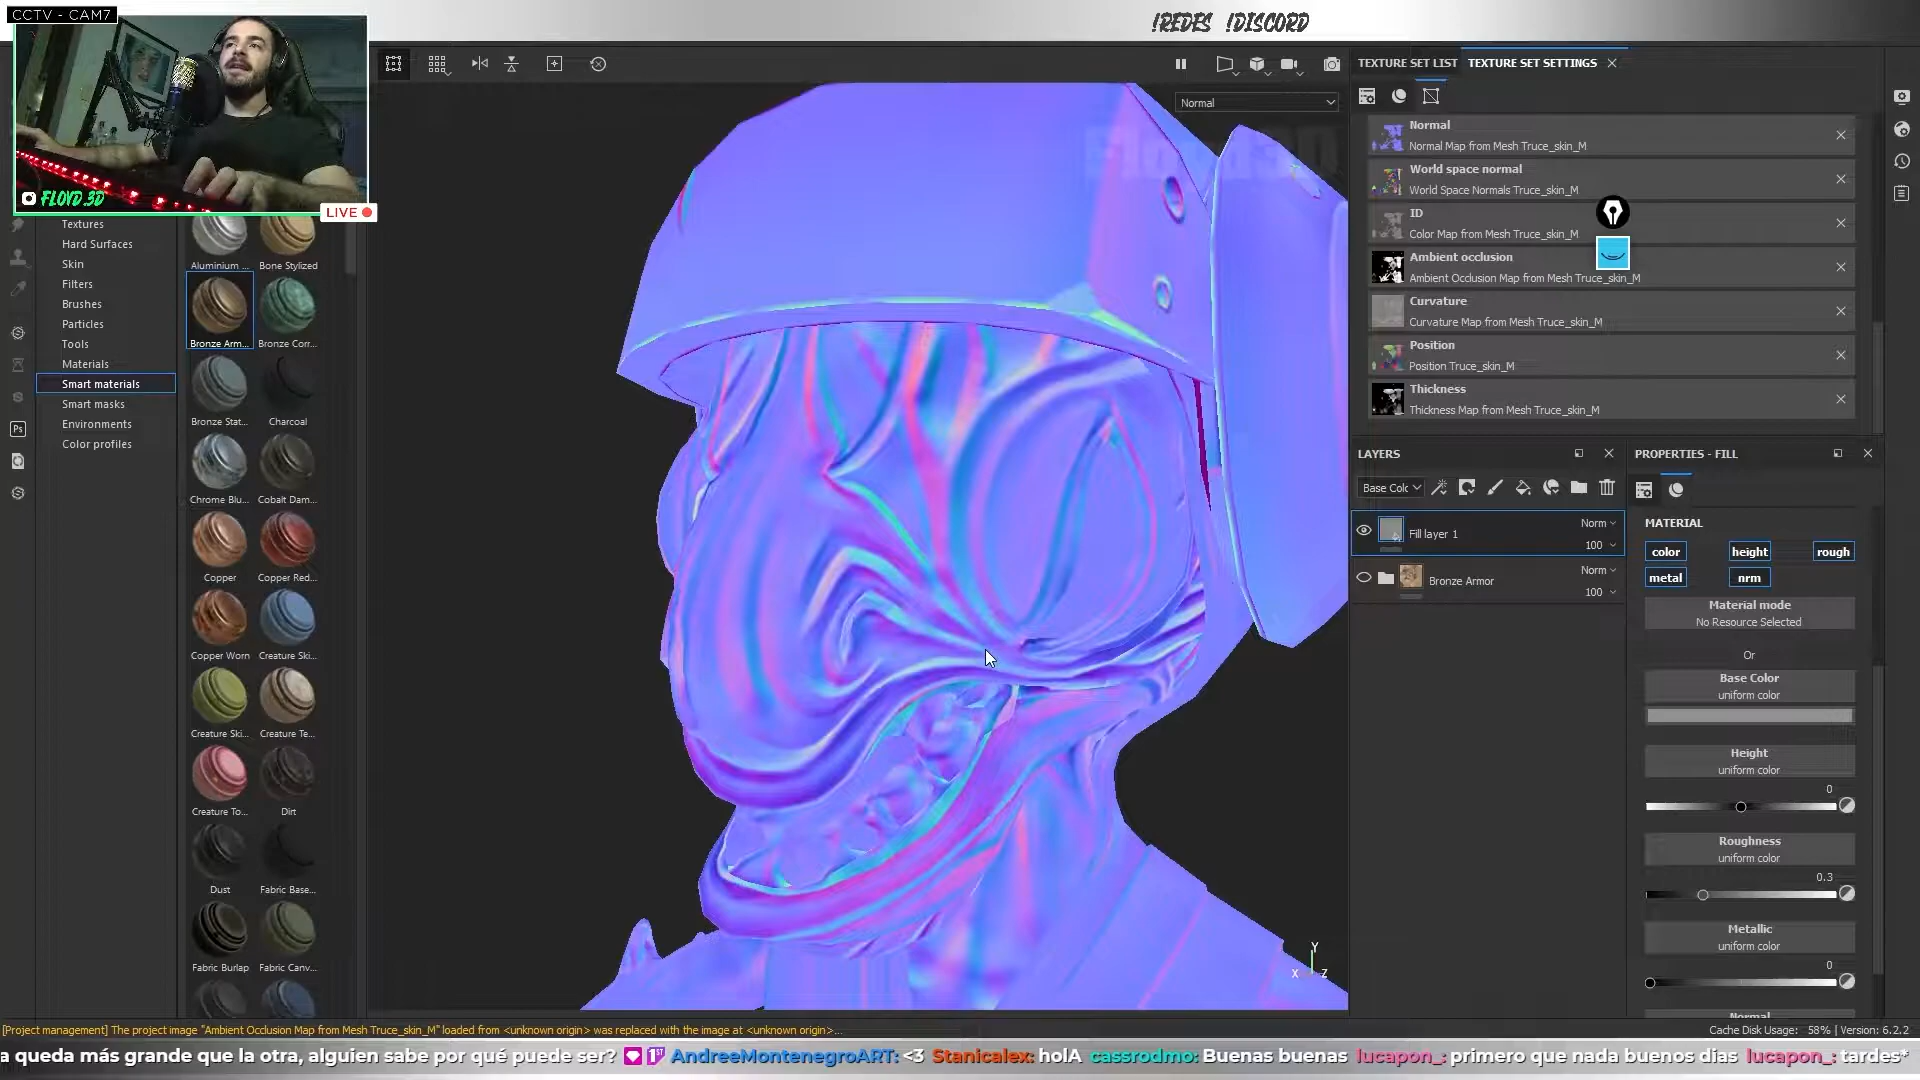 CCTV - CAM7
!REDES !DISCORD
FLOYD.3D
LIVE
Normal
TEXTURE SET LIST
TEXTURE SET SETTINGS
Normal
Normal Map from Mesh Truce_skin_M
World space normal
World Space Normals Truce_skin_M
ID
Color Map from Mesh Truce_skin_M
Ambient occlusion
Ambient Occlusion Map from Mesh Truce_skin_M
Curvature
Curvature Map from Mesh Truce_skin_M
Position
Position Truce_skin_M
Thickness
Thickness Map from Mesh Truce_skin_M
Textures
Hard Surfaces
Skin
Filters
Brushes
Particles
Tools
Materials
Smart materials
Smart masks
Environments
Color profiles
Ps
Aluminium ...
Bone Stylized
Bronze Arm...
Bronze Corr...
Bronze Stat...
Charcoal
Chrome Blu...
Cobalt Dam...
Copper
Copper Red...
Copper Worn
Creature Ski...
Creature Ski...
Creature Te...
Creature To...
Dirt
Dust
Fabric Base...
Fabric Burlap
Fabric Canv...
LAYERS
Base Colc
Fill layer 1
Norm
100
Bronze Armor
Norm
100
PROPERTIES - FILL
MATERIAL
color
height
rough
metal
nrm
Material mode
No Resource Selected
Or
Base Color
uniform color
Height
uniform color
0
Roughness
uniform color
0.3
Metallic
uniform color
0
Normal
Y
X
Z
[Project management] The project image "Ambient Occlusion Map from Mesh Truce_skin_M" loaded from <unknown origin> was replaced with the image at <unknown origin>...
Cache Disk Usage: 58% | Version: 6.2.2
a queda más grande que la otra, alguien sabe por qué puede ser? 1st AndreeMontenegroART: <3 Stanicalex: holA cassrodmo: Buenas buenas lucapon_: primero que nada buenos dias lucapon_: tardes*